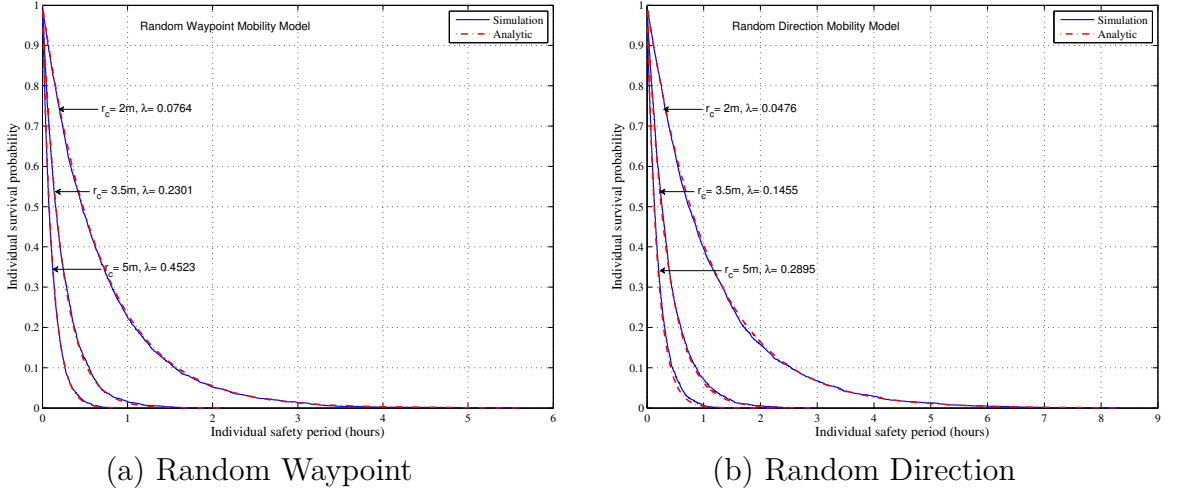 Random Waypoint Mobility Model
Simulation
Analytic
r_c= 2m, λ= 0.0764
r_c= 3.5m, λ= 0.2301
r_c= 5m, λ= 0.4523
Individual survival probability
1
0.9
0.8
0.7
0.6
0.5
0.4
0.3
0.2
0.1
0
0 1 2 3 4 5 6
Individual safety period (hours)
(a) Random Waypoint
Random Direction Mobility Model
Simulation
Analytic
r_c= 2m, λ= 0.0476
r_c= 3.5m, λ= 0.1455
r_c= 5m, λ= 0.2895
Individual survival probability
1
0.9
0.8
0.7
0.6
0.5
0.4
0.3
0.2
0.1
0
0 1 2 3 4 5 6 7 8 9
Individual safety period (hours)
(b) Random Direction